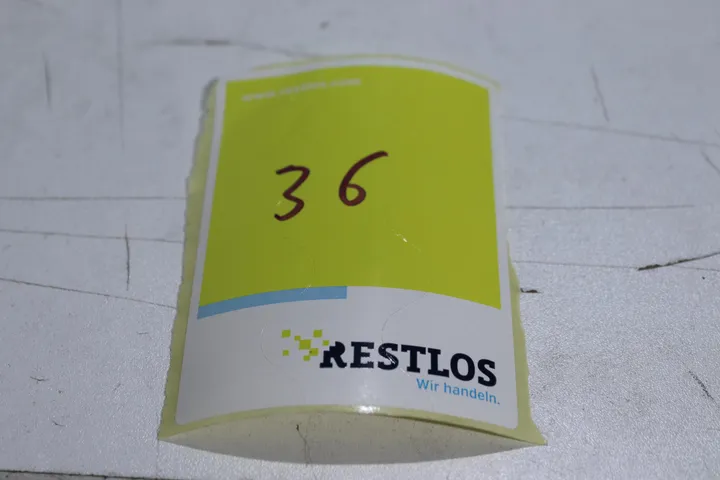 36
RESTLOS
Wir handeln.